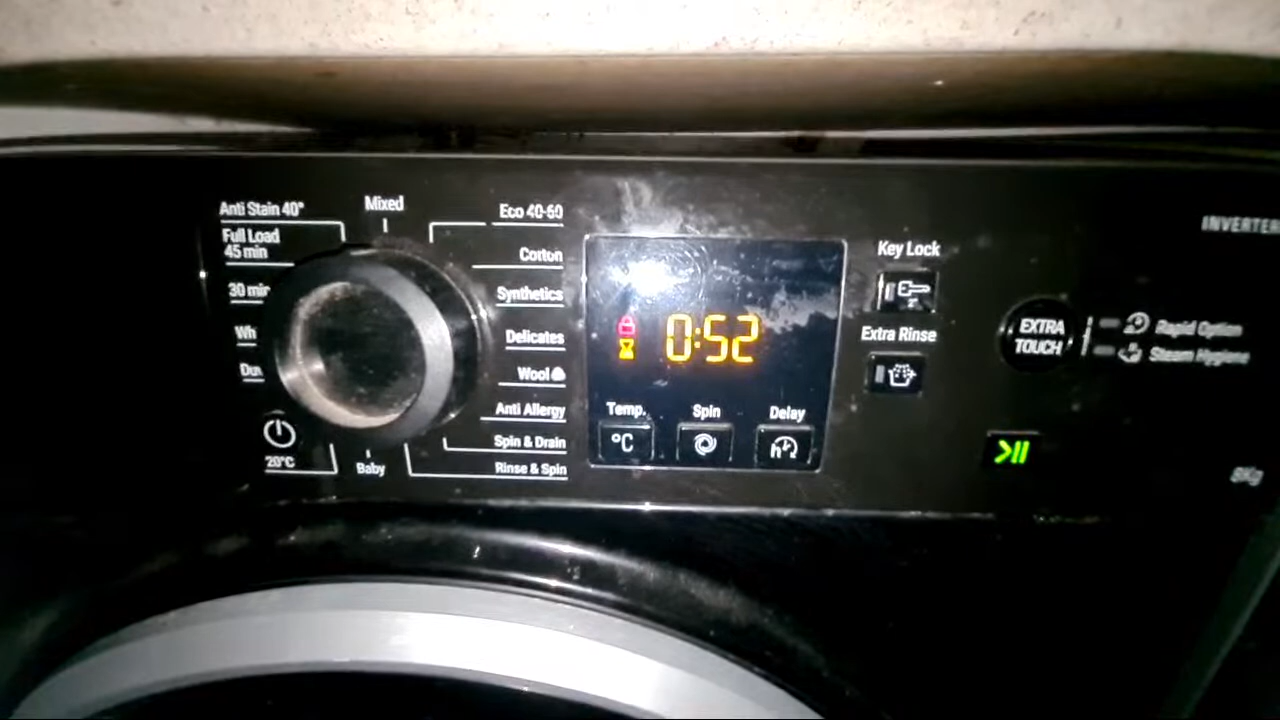 Anti Stain 40°
Full Load
45 min
30 min
20°C
Mixed
Baby
Eco 40-60
Cotton
Synthetics
Delicates
Wool
Anti Allergy
Spin & Drain
Rinse & Spin
0:52
Temp.
Spin
Delay
°C
h
Key Lock
Extra Rinse
EXTRA
TOUCH
Rapid Option
Steam Hygiene
INVERTER
8Kg